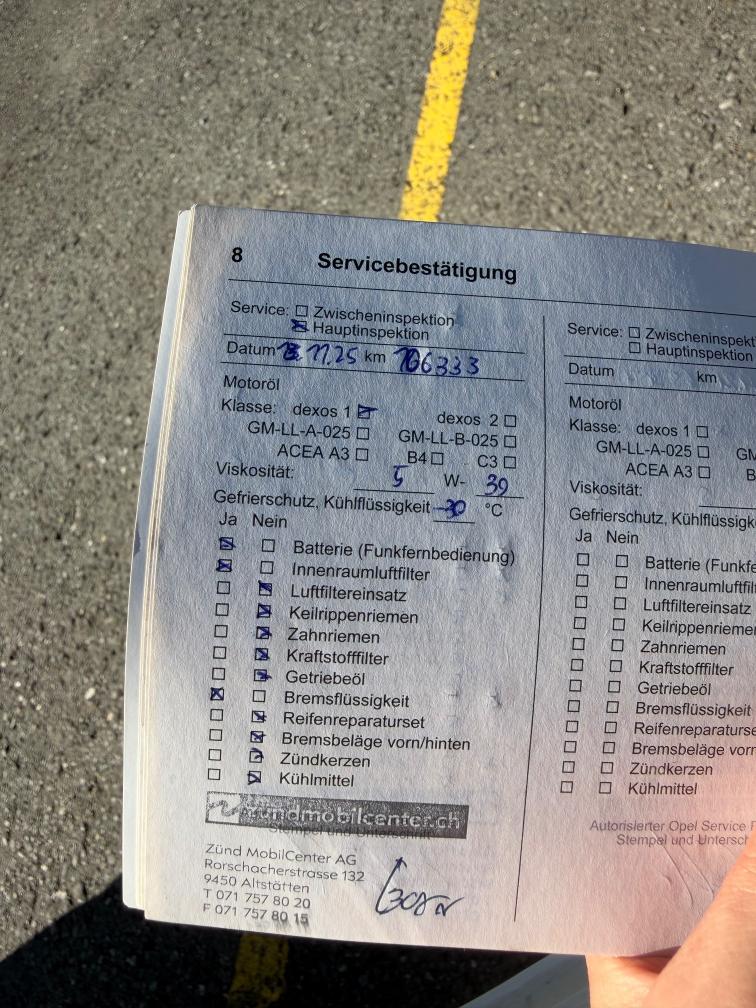 8 Servicebestätigung
Service: Zwischeninspektion
Hauptinspektion
Datum 13.11.25 km 106333
Motoröl
Klasse: dexos 1 dexos 2
GM-LL-A-025 GM-LL-B-025
ACEA A3 B4 C3
Viskosität: 5 W- 30
Gefrierschutz, Kühlflüssigkeit -30 °C
Ja Nein
Batterie (Funkfernbedienung)
Innenraumluftfilter
Luftfiltereinsatz
Keilrippenriemen
Zahnriemen
Kraftstofffilter
Getriebeöl
Bremsflüssigkeit
Reifenreparaturset
Bremsbeläge vorn/hinten
Zündkerzen
Kühlmittel
zündmobilcenter.ch
Stempel und Unterschrift
Zünd MobilCenter AG
Rorschacherstrasse 132
9450 Altstätten
T 071 757 80 20
F 071 757 80 15
Service: Zwischeninspekt
Hauptinspektion
Datum km
Motoröl
Klasse: dexos 1
GM-LL-A-025 GM
ACEA A3 B
Viskosität:
Gefrierschutz, Kühlflüssigk
Ja Nein
Batterie (Funkfe
Innenraumluftfil
Luftfiltereinsatz
Keilrippenrieme
Zahnriemen
Kraftstofffilter
Getriebeöl
Bremsflüssigkeit
Reifenreparaturse
Bremsbeläge vorn
Zündkerzen
Kühlmittel
Autorisierter Opel Service
Stempel und Untersch